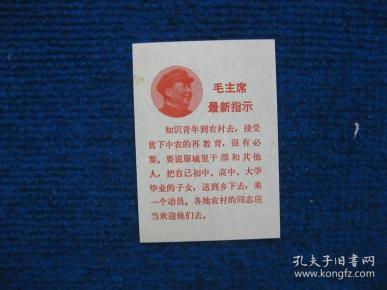 毛主席
最新指示
知识青年到农村去，接受
贫下中农的再教育，很有必
要。要说服城里干部和其他
人，把自己初中、高中、大学
毕业的子女，送到乡下去，来
一个动员。各地农村的同志应
当欢迎他们去。
孔夫子旧书网
www.kongfz.com